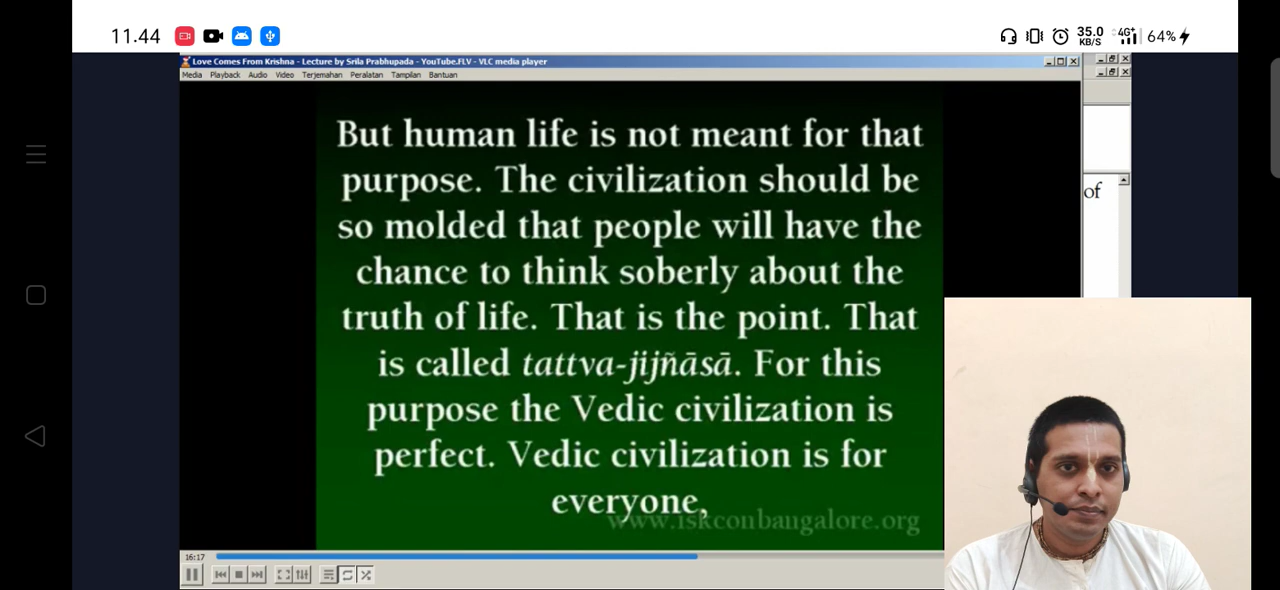 11.44
35.0
KB/S
4G+
64%
Love Comes From Krishna - Lecture by Srila Prabhupada - YouTube.FLV - VLC media player
Media Playback Audio Video Terjemahan Peralatan Tampilan Bantuan
But human life is not meant for that
purpose. The civilization should be
so molded that people will have the
chance to think soberly about the
truth of life. That is the point. That
is called tattva-jijñāsā. For this
purpose the Vedic civilization is
perfect. Vedic civilization is for
everyone,
www.iskconbangalore.org
of
16:17